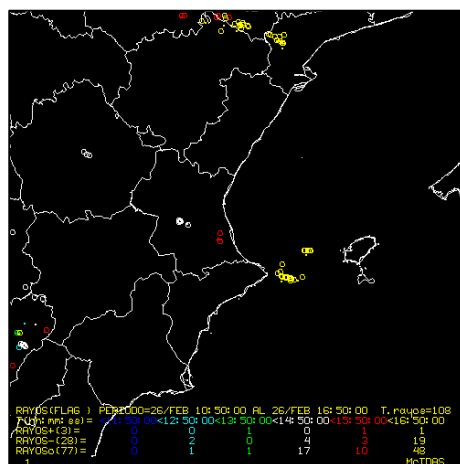 RAYOS(FLAG ) PERIODO=26/FEB 10:50:00 AL 26/FEB 16:50:00 T.rayos=108
<12:50:00 <13:50:00 <14:50:00 <15:50:00 <16:50:00
RAYOS+(3)= 0 0 1 0 1 1
RAYOS-(28)= 0 2 0 4 3 19
RAYOSo(77)= 0 1 1 17 10 48
1 McIDAS